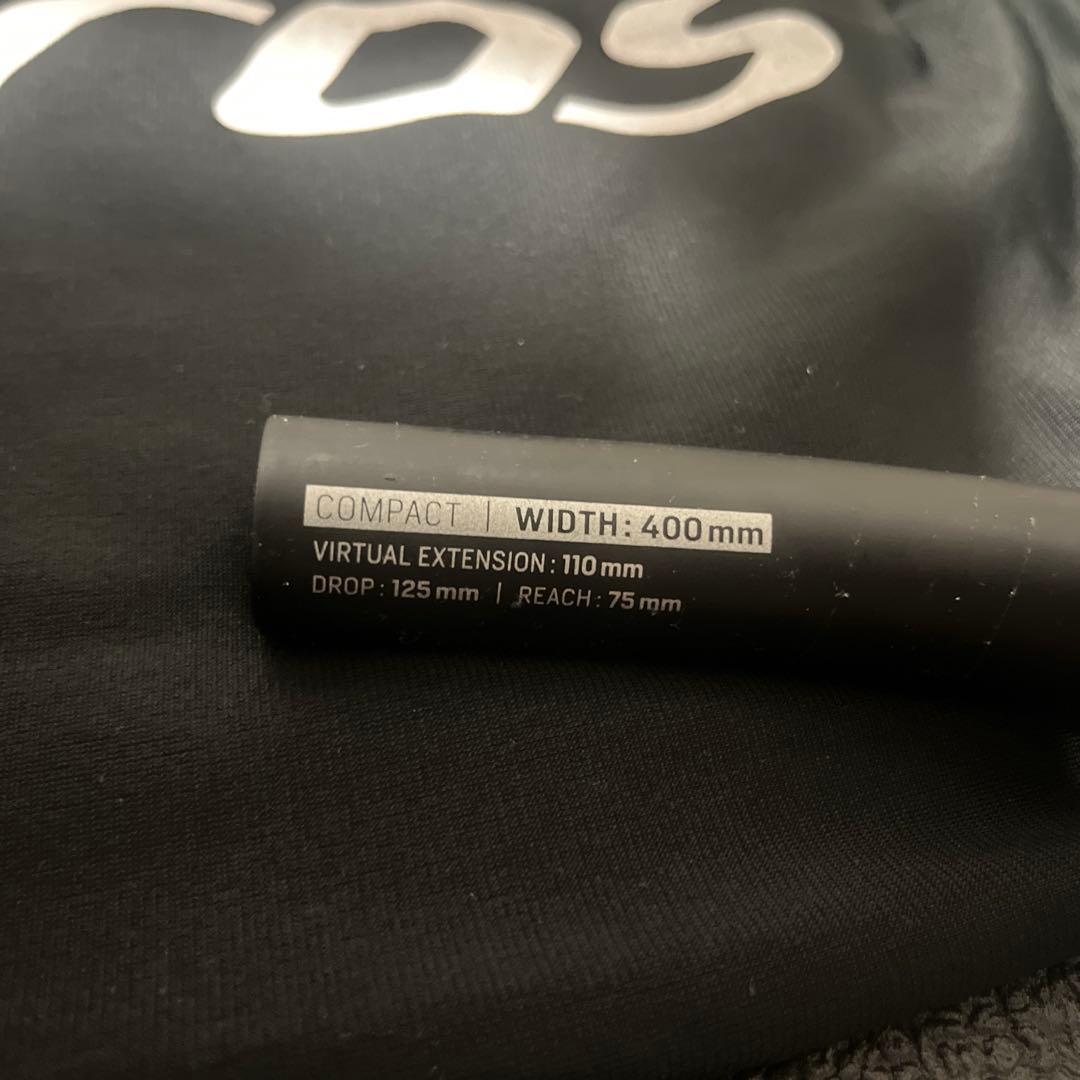 COMPACT | WIDTH: 400mm
VIRTUAL EXTENSION: 110mm
DROP: 125mm | REACH: 75mm